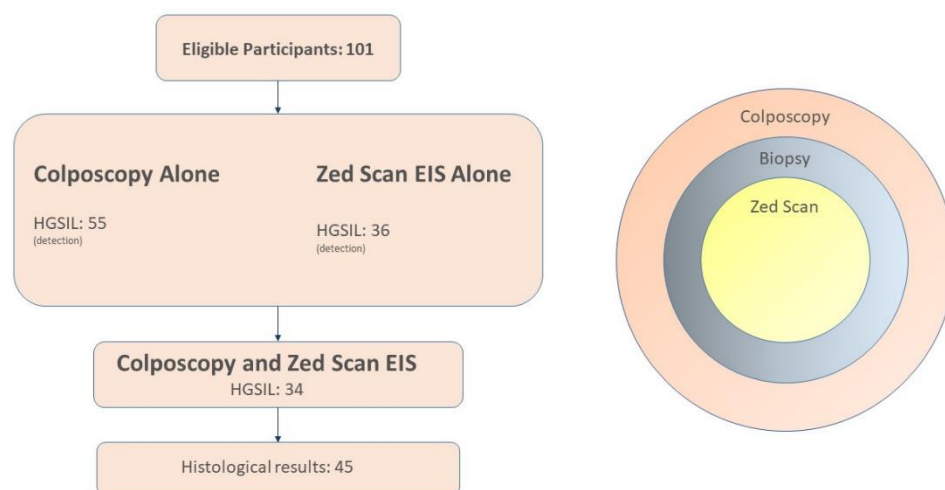 Eligible Participants: 101
Colposcopy Alone
HGSIL: 55
(detection)
Zed Scan EIS Alone
HGSIL: 36
(detection)
Colposcopy and Zed Scan EIS
HGSIL: 34
Histological results: 45
Colposcopy
Biopsy
Zed Scan